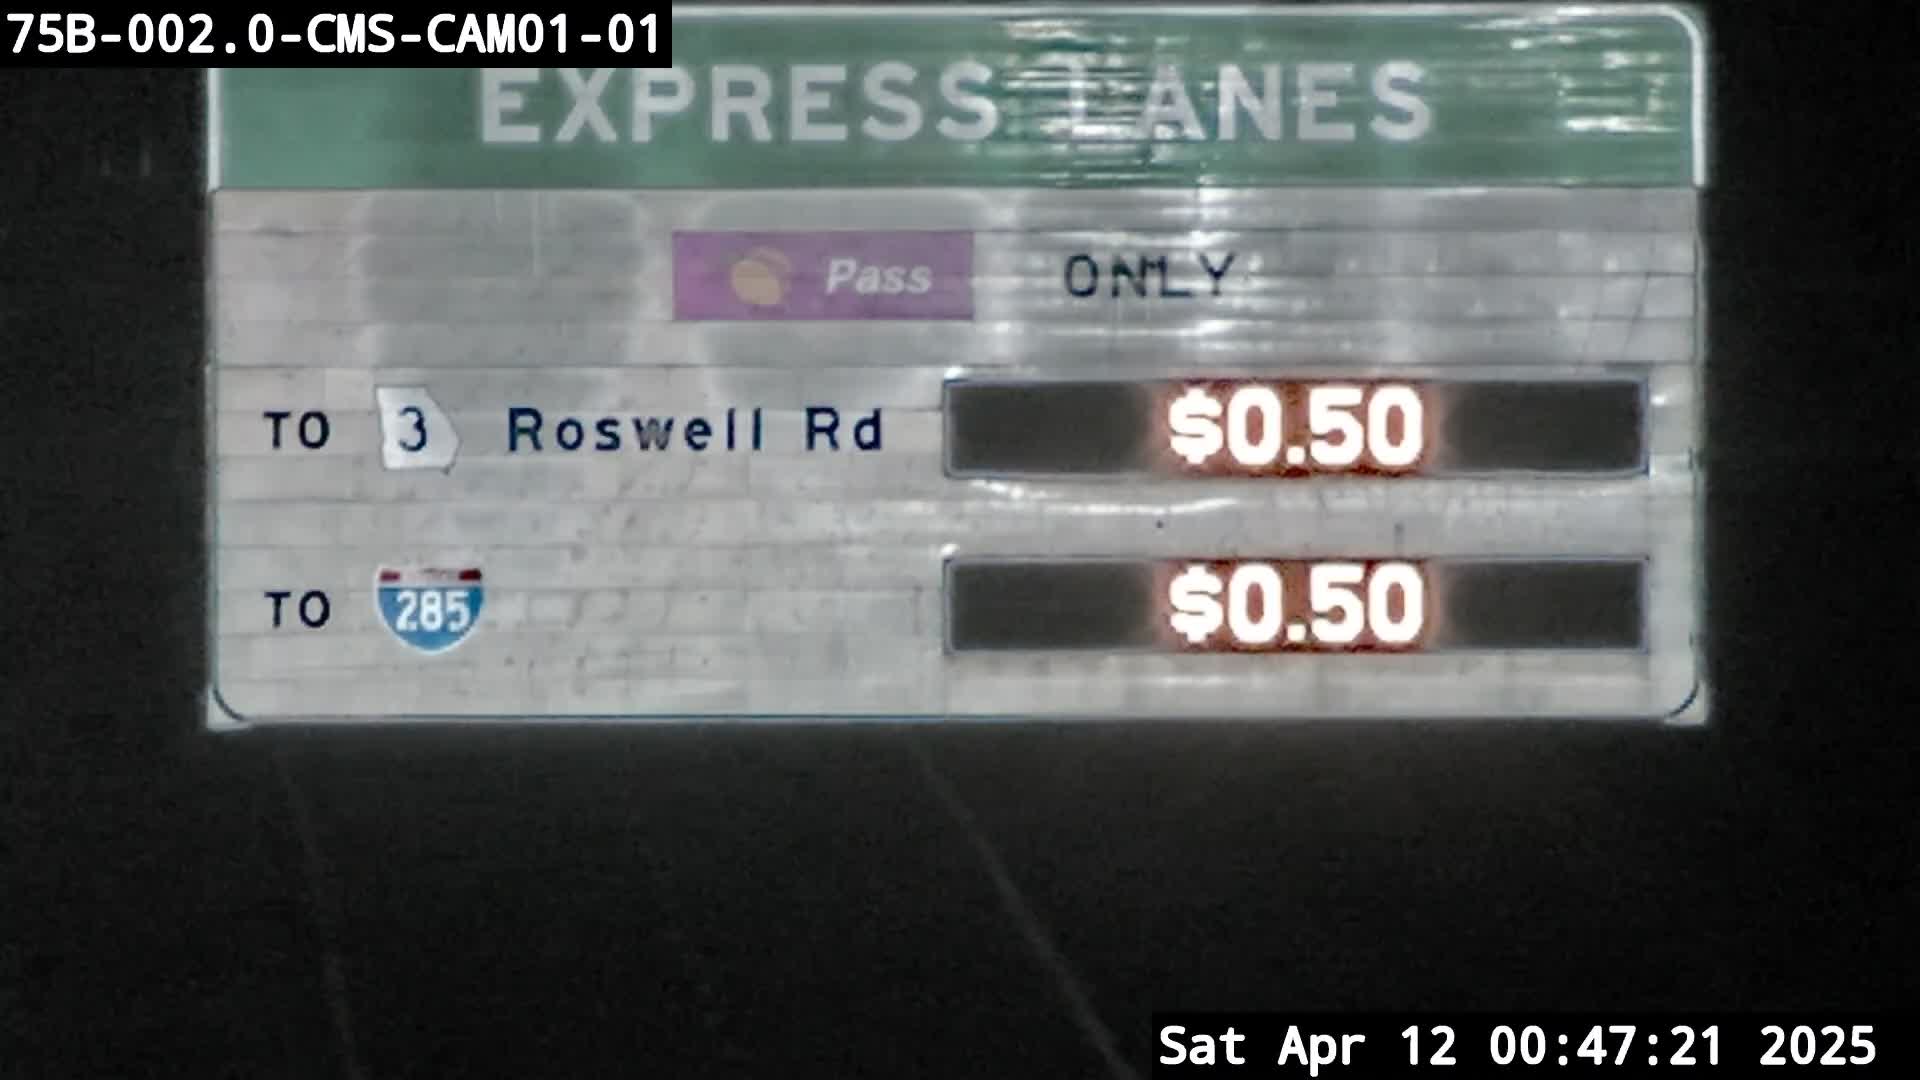 75B-002.0-CMS-CAM01-01
EXPRESS LANES
Pass ONLY
TO 3 Roswell Rd $0.50
TO 285 $0.50
Sat Apr 12 00:47:21 2025